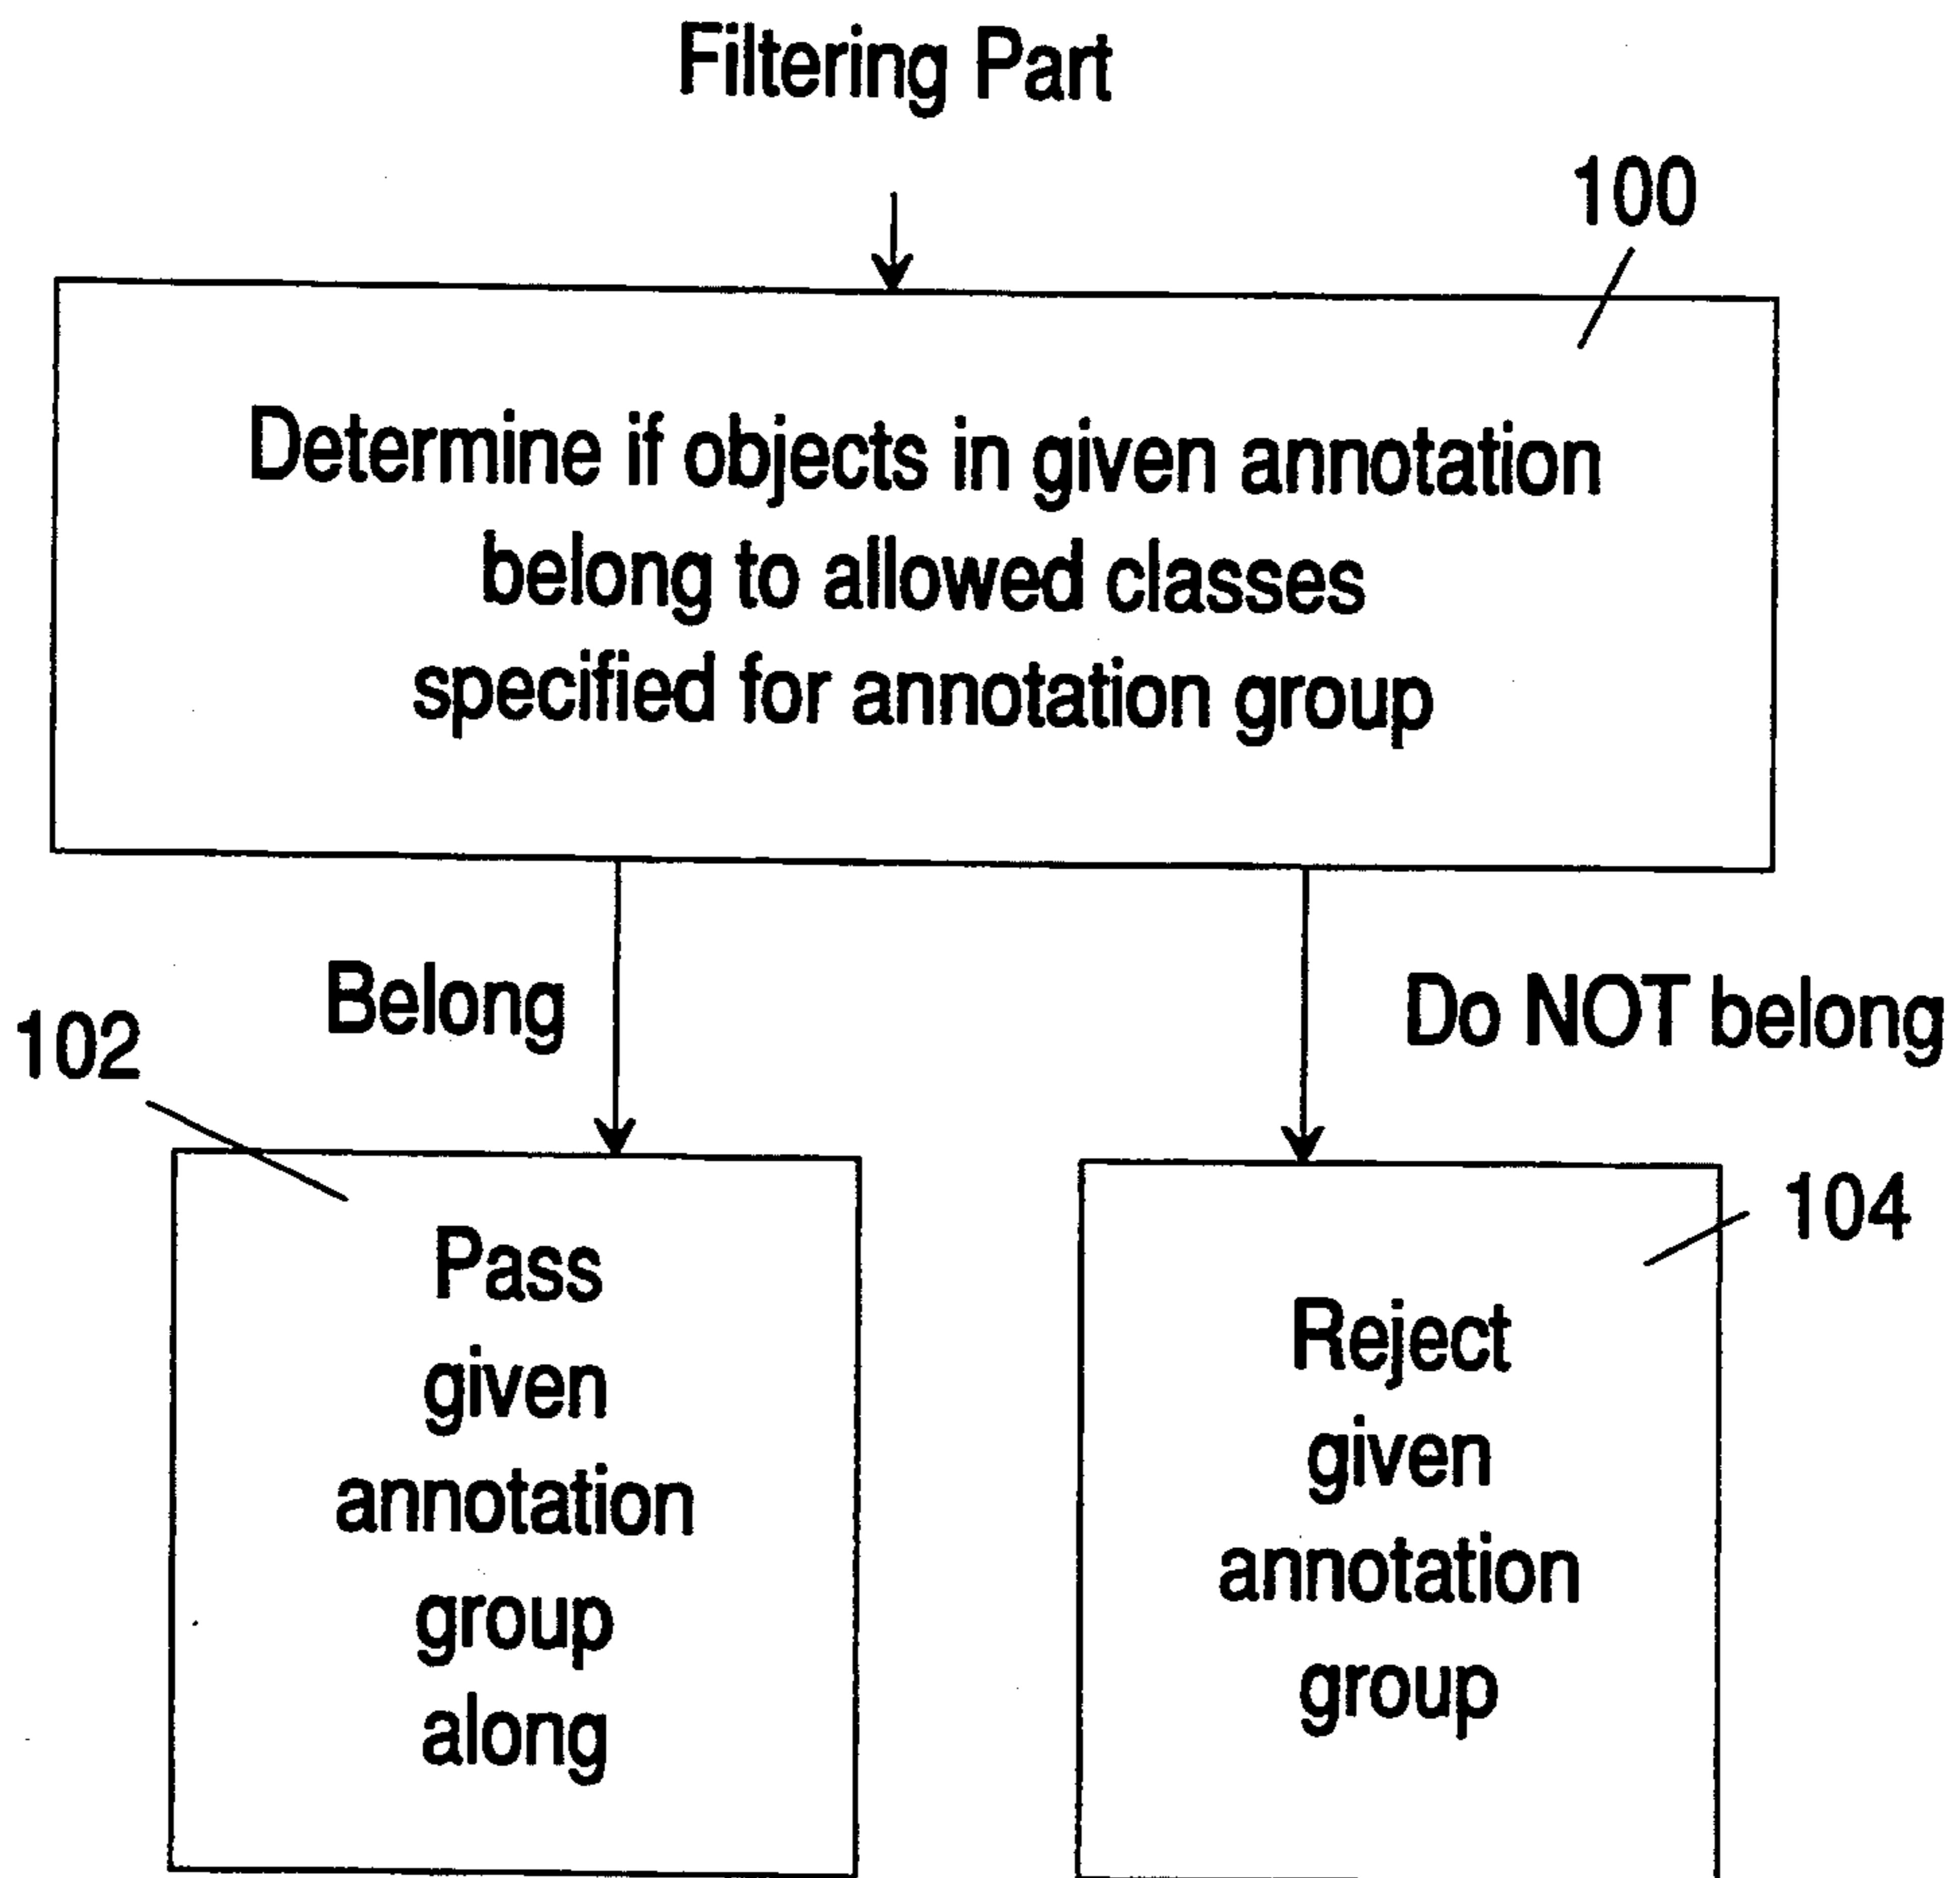 Filtering Part
100
Determine if objects in given annotation
belong to allowed classes
specified for annotation group
Belong
Do NOT belong
102
104
Pass
given
annotation
group
along
Reject
given
annotation
group